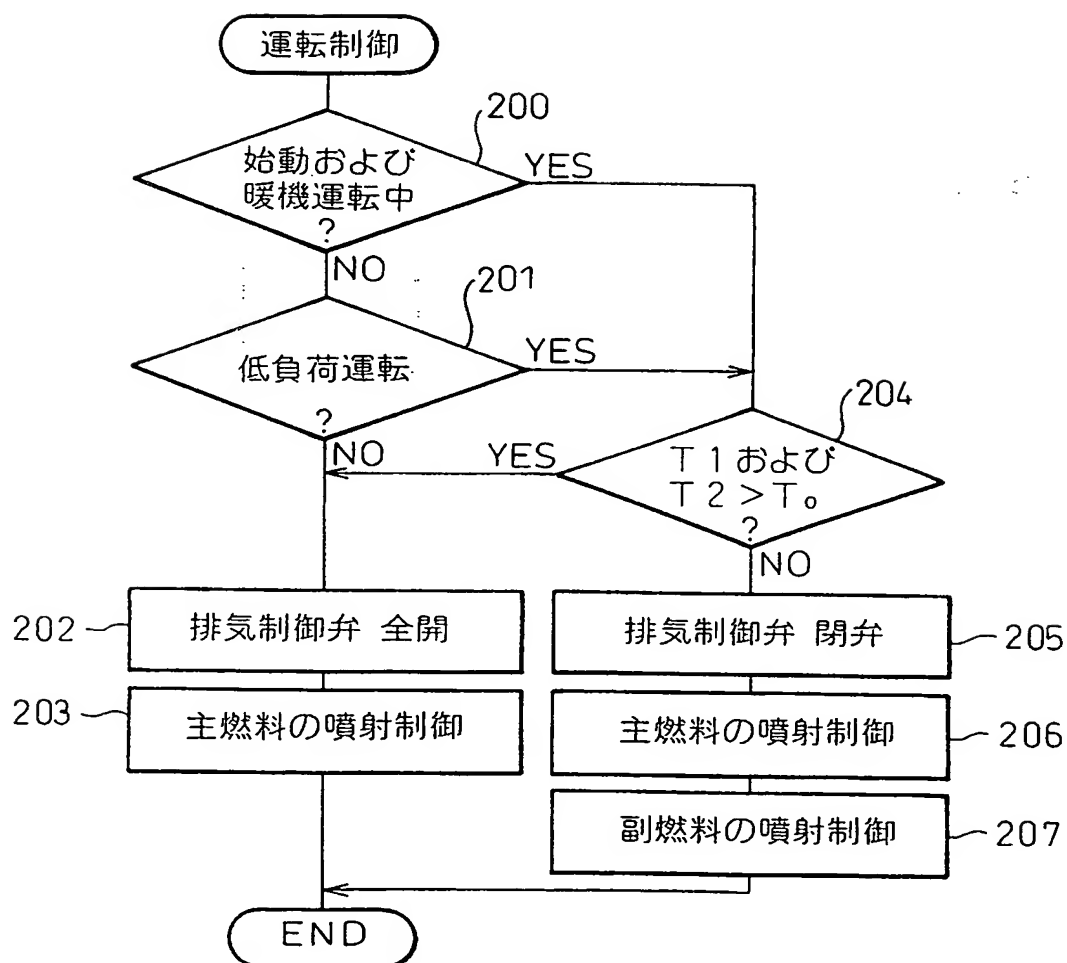 運転制御
200
始動および
暖機運転中
?
YES
NO
201
低負荷運転
?
YES
NO
204
T1および
T2>T₀
?
YES
NO
202
排気制御弁 全開
排気制御弁 閉弁
205
203
主燃料の噴射制御
主燃料の噴射制御
206
副燃料の噴射制御
207
END